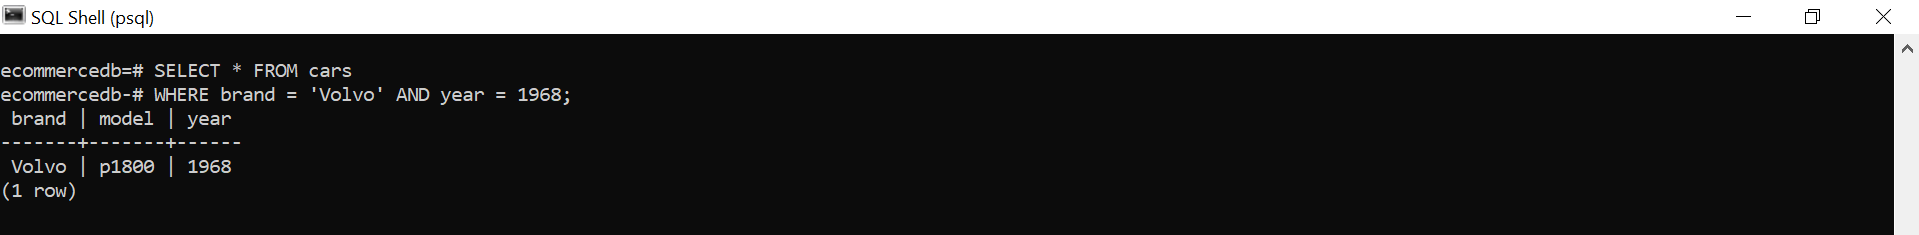 SQL Shell (psql)
ecommercedb=# SELECT * FROM cars
ecommercedb-# WHERE brand = 'Volvo' AND year = 1968;
 brand | model | year
-------+-------+------
 Volvo | p1800 | 1968
(1 row)